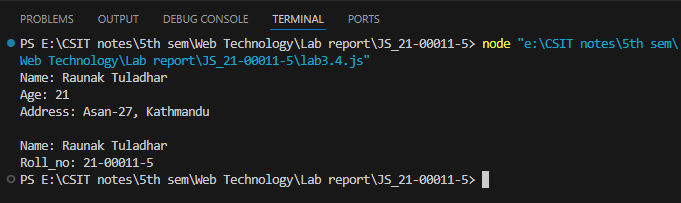 PROBLEMS OUTPUT DEBUG CONSOLE TERMINAL PORTS
PS E:\CSIT notes\5th sem\Web Technology\Lab report\JS_21-00011-5> node "e:\CSIT notes\5th sem\
Web Technology\Lab report\JS_21-00011-5\lab3.4.js"
Name: Raunak Tuladhar
Age: 21
Address: Asan-27, Kathmandu
Name: Raunak Tuladhar
Roll_no: 21-00011-5
PS E:\CSIT notes\5th sem\Web Technology\Lab report\JS_21-00011-5>